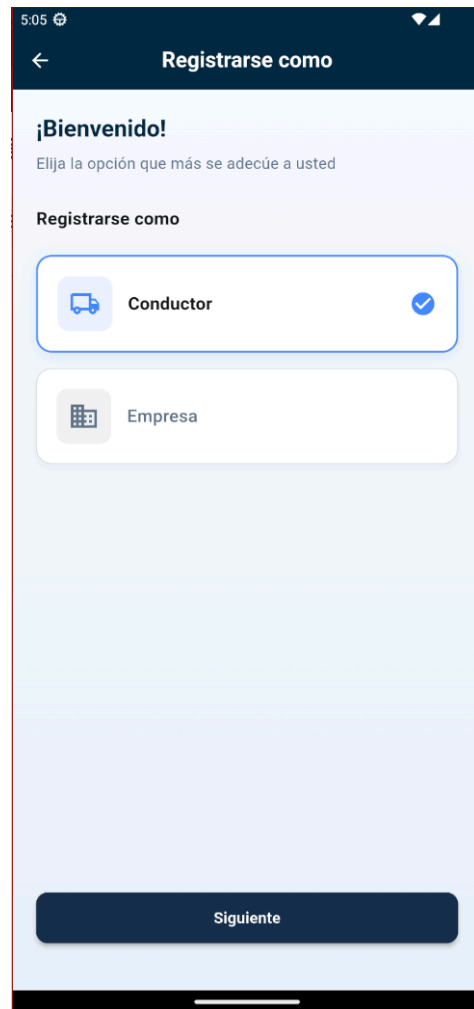 5:05
Registrarse como
¡Bienvenido!
Elija la opción que más se adecúe a usted
Registrarse como
Conductor
Empresa
Siguiente